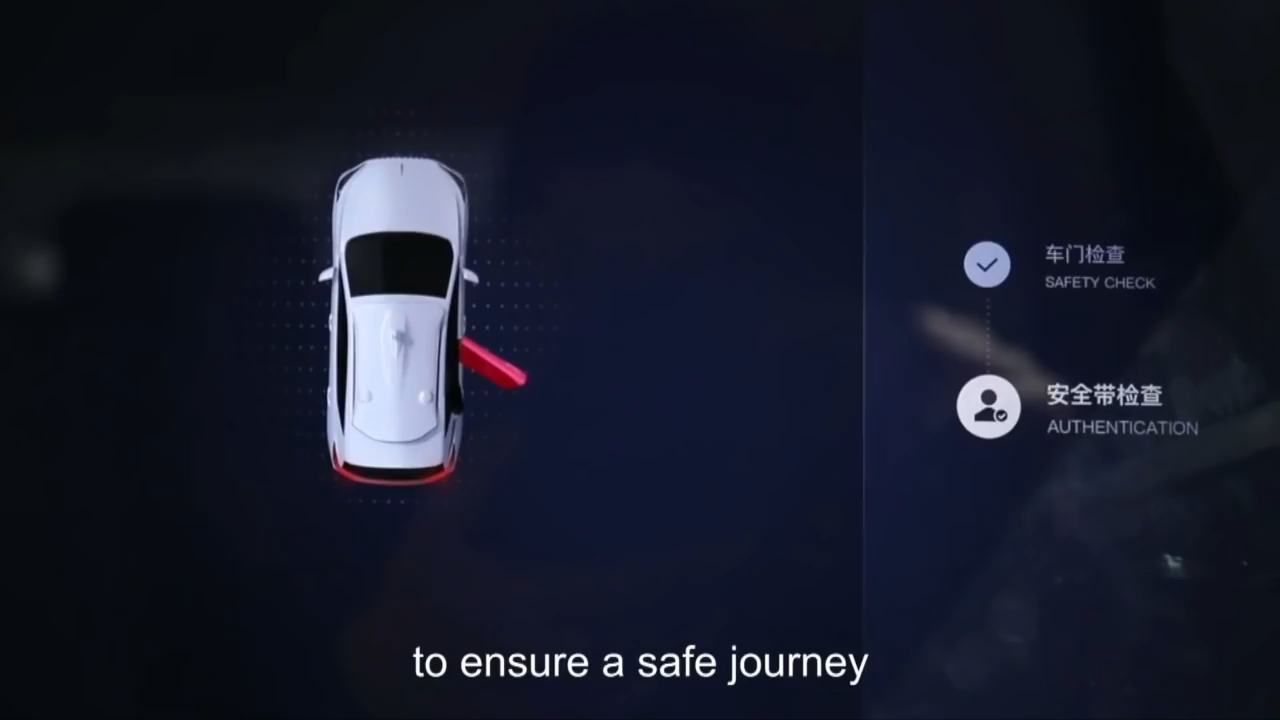 车门检查
SAFETY CHECK
安全带检查
AUTHENTICATION
to ensure a safe journey